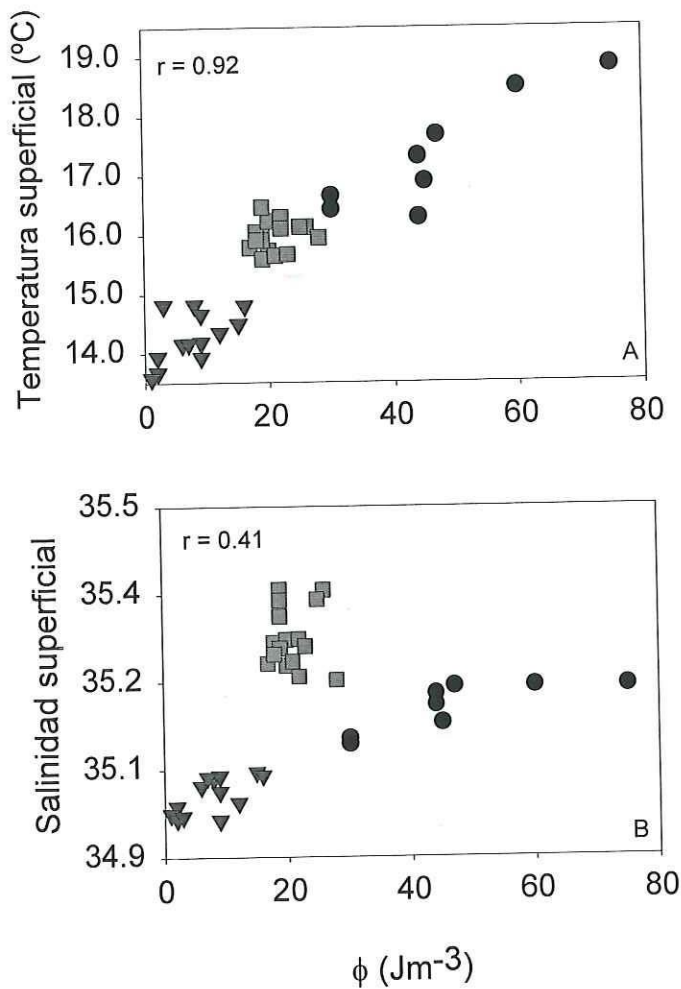 Temperatura superficial (ºC)
19.0
18.0
17.0
16.0
15.0
14.0
r = 0.92
A
0 20 40 60 80
Salinidad superficial
35.5
35.4
35.2
35.1
34.9
r = 0.41
B
0 20 40 60 80
ϕ (Jm-3)